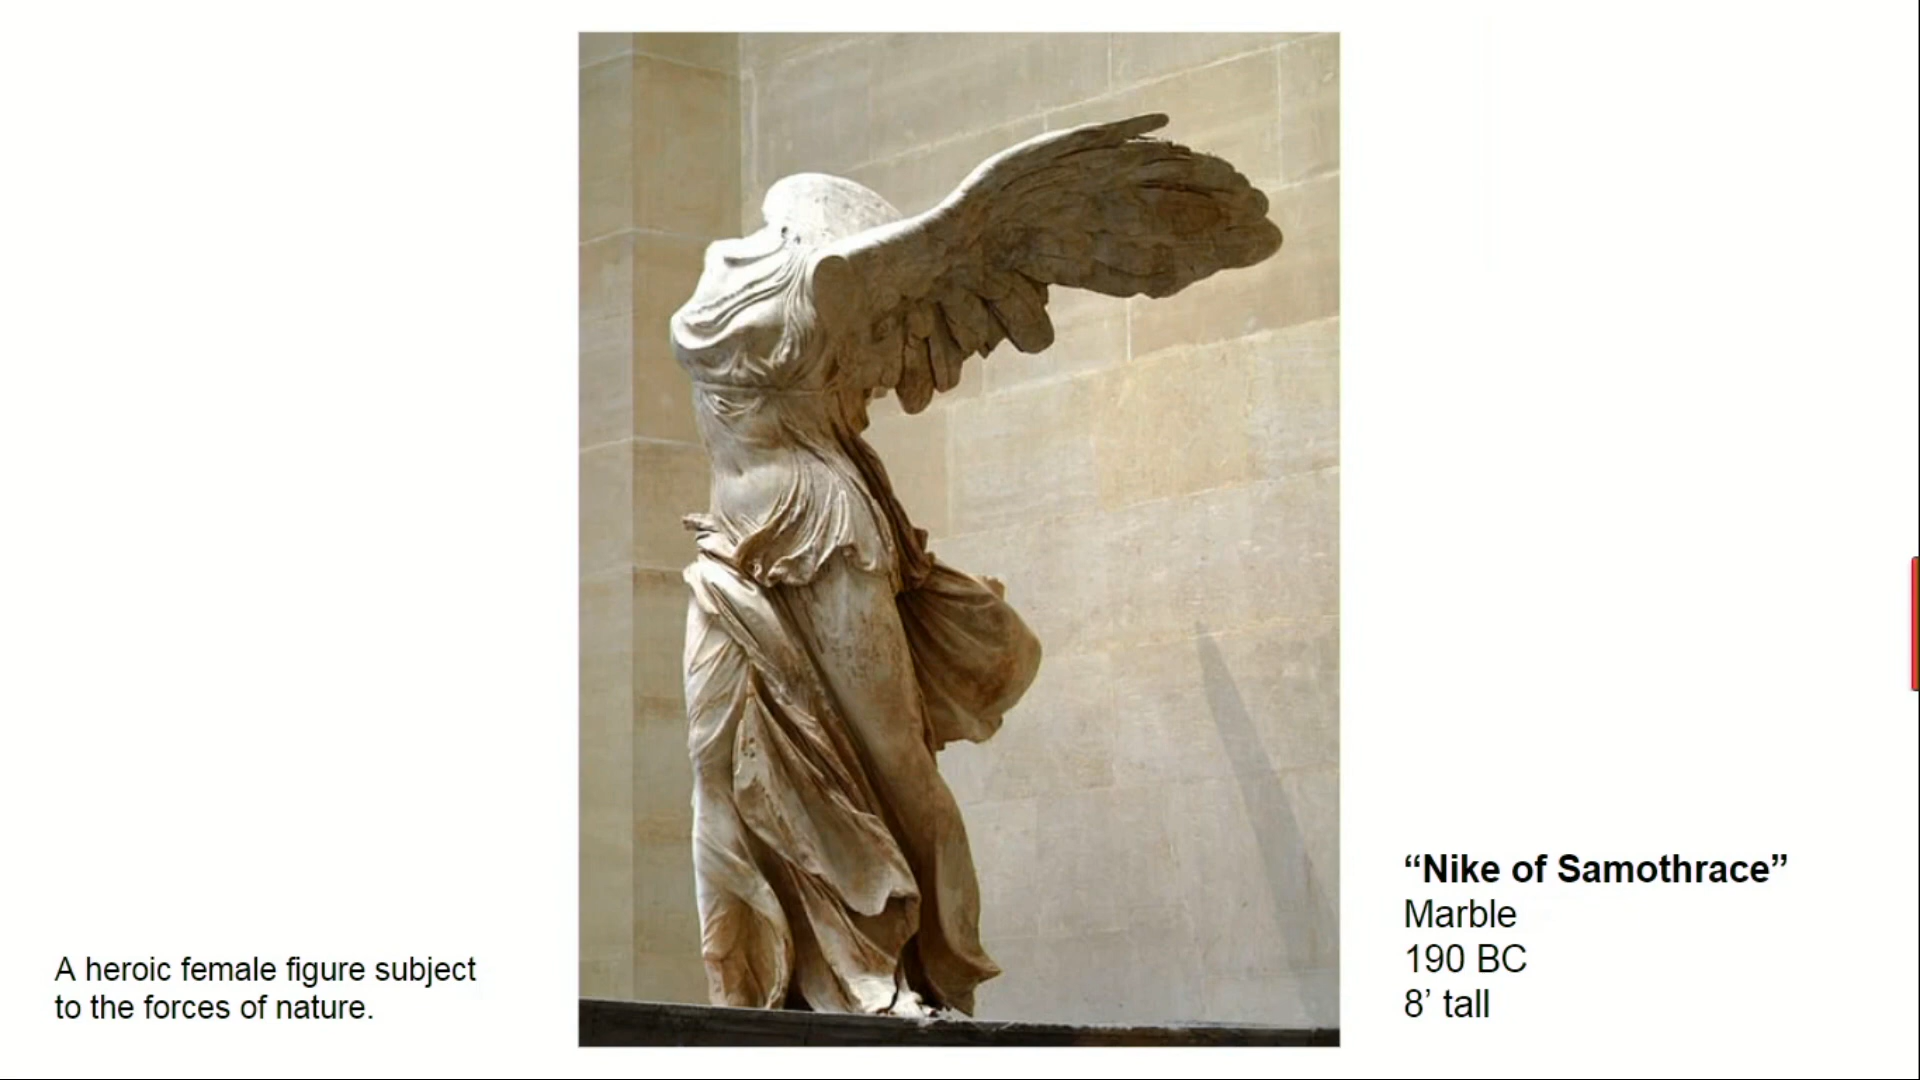 A heroic female figure subject
to the forces of nature.
“Nike of Samothrace”
Marble
190 BC
8’ tall